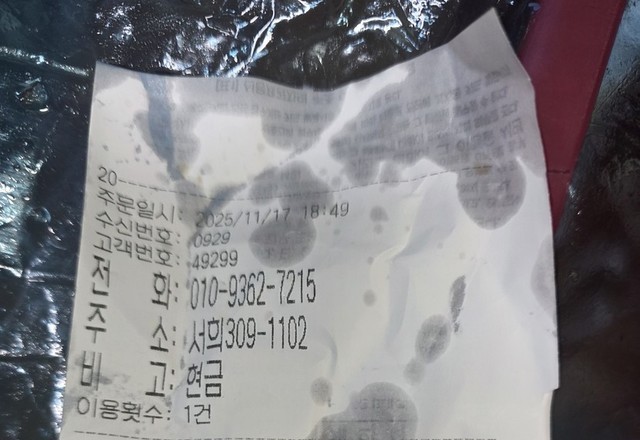 20
주문일시: 2025/11/17 18:49
수신번호: 0929
고객번호: 49299
전 화: 010-9362-7215
주 소: 서희309-1102
비 고: 현금
이용횟수: 1건